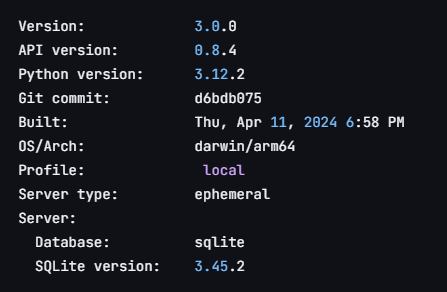 Version:             3.0.0
API version:         0.8.4
Python version:      3.12.2
Git commit:          d6bdb075
Built:               Thu, Apr 11, 2024 6:58 PM
OS/Arch:             darwin/arm64
Profile:              local
Server type:         ephemeral
Server:
  Database:          sqlite
  SQLite version:    3.45.2